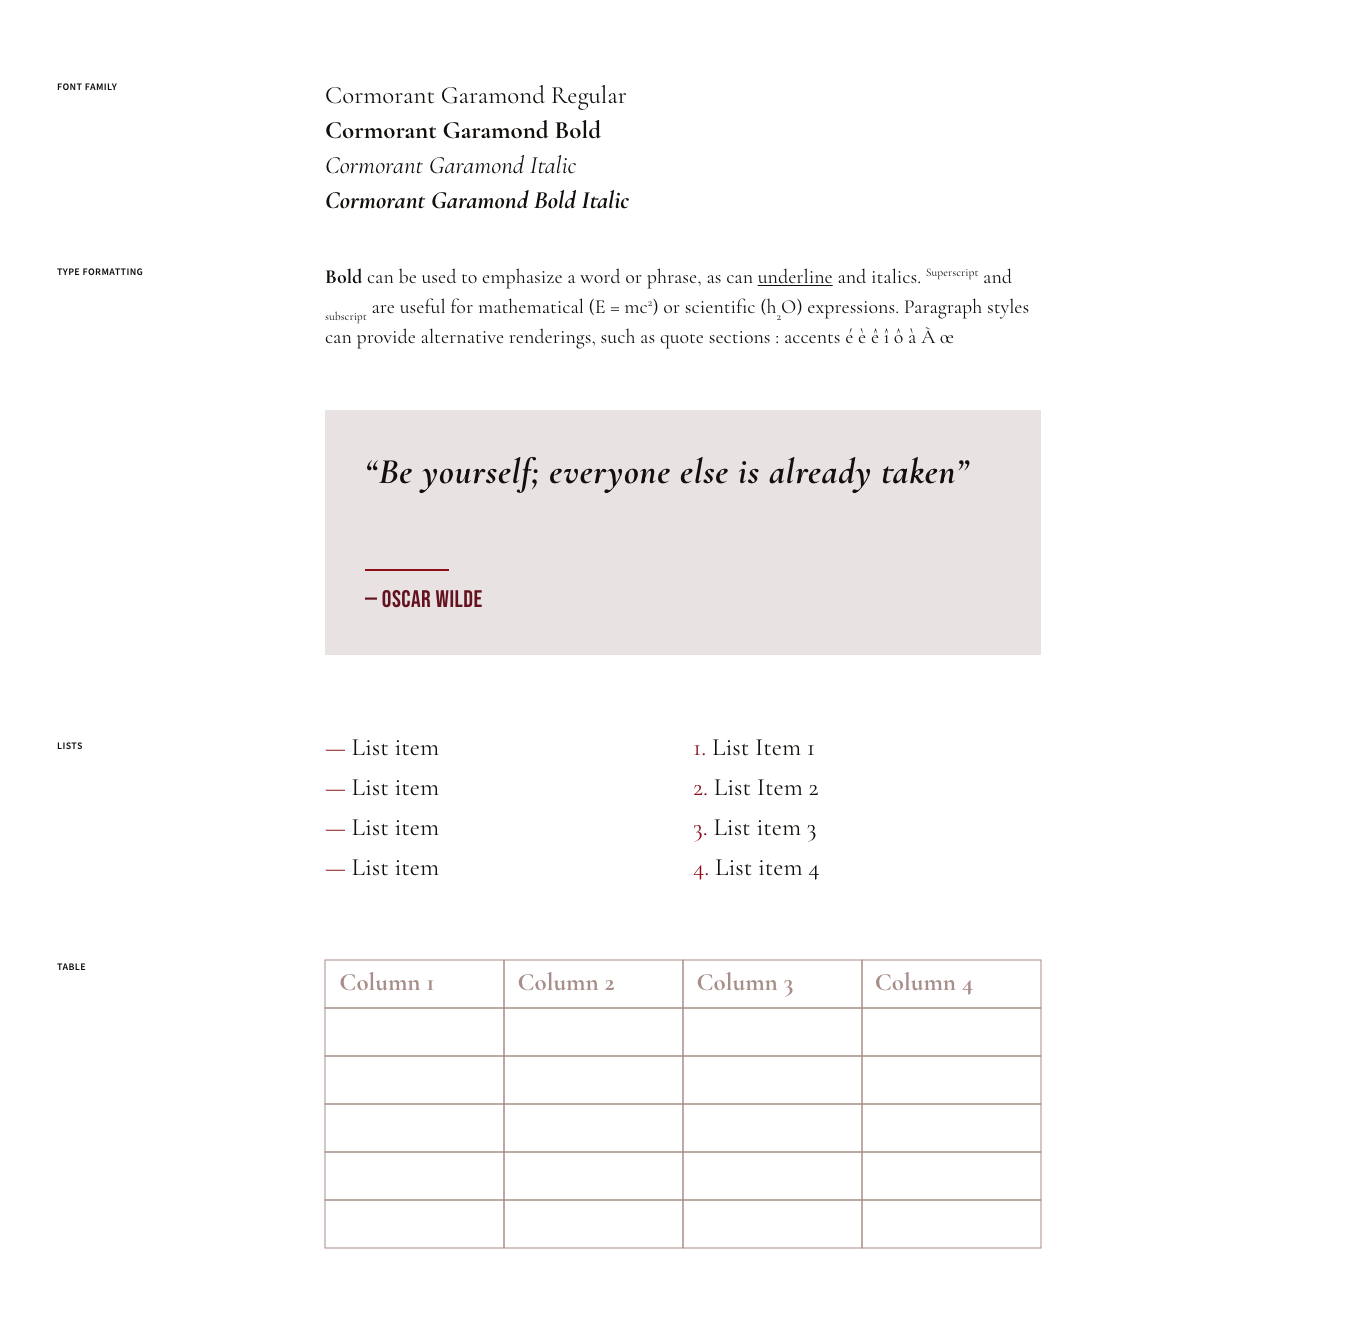 FONT FAMILY
Cormorant Garamond Regular
Cormorant Garamond Bold
Cormorant Garamond Italic
Cormorant Garamond Bold Italic
TYPE FORMATTING
Bold can be used to emphasize a word or phrase, as can underline and italics. Superscript and
subscript are useful for mathematical (E = mc²) or scientific (h₂O) expressions. Paragraph styles
can provide alternative renderings, such as quote sections : accents é è ê î ô à À œ
“Be yourself; everyone else is already taken”
— OSCAR WILDE
LISTS
— List item
— List item
— List item
— List item
1. List Item 1
2. List Item 2
3. List item 3
4. List item 4
TABLE
Column 1 Column 2 Column 3 Column 4